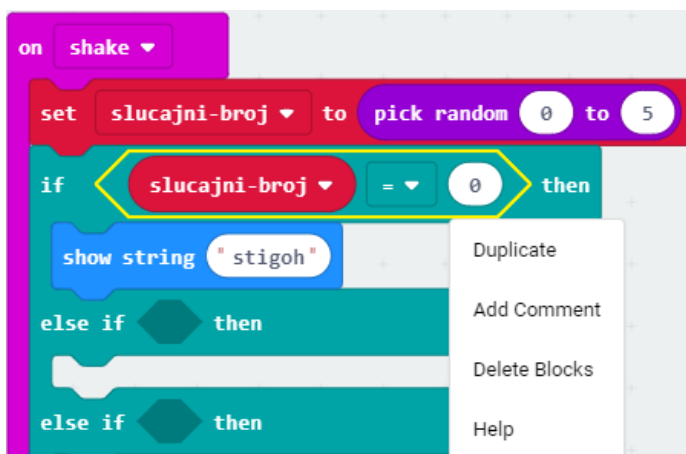 on shake
set slucajni-broj to pick random 0 to 5
if slucajni-broj = 0 then
show string "stigoh"
else if then
else if then
Duplicate
Add Comment
Delete Blocks
Help